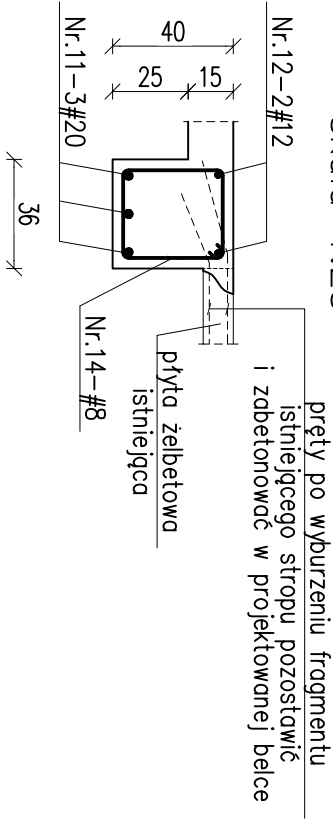 pręty po wyburzeniu fragmentu
istniejącego stropu pozostawić
i zabetonować w projektowanej belce
Nr.12-2#12
40
25
15
36
Nr.11-3#20
Nr.14-#8
płyta żelbetowa
istniejąca